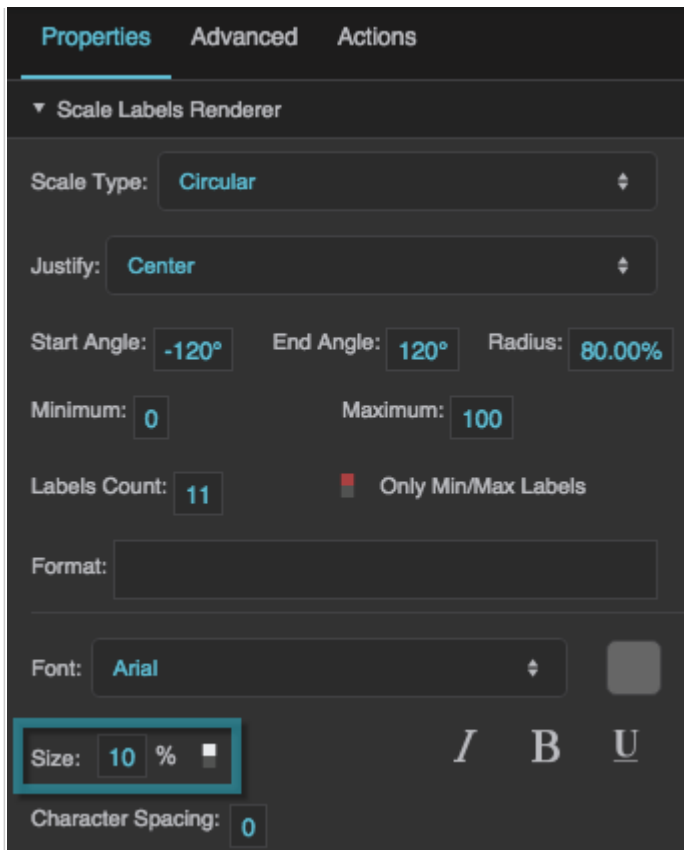 Properties Advanced Actions
Scale Labels Renderer
Scale Type: Circular
Justify: Center
Start Angle: -120° End Angle: 120° Radius: 80.00%
Minimum: 0 Maximum: 100
Labels Count: 11 Only Min/Max Labels
Format:
Font: Arial
Size: 10 % I B U
Character Spacing: 0